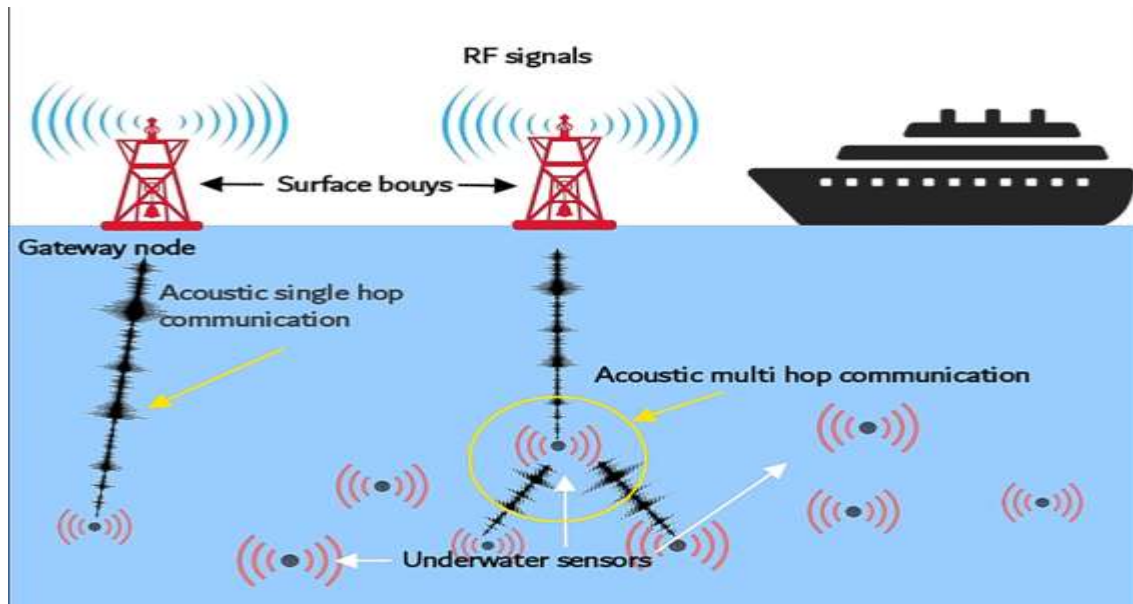 RF signals
Surface bouys
Gateway node
Acoustic single hop
communication
Acoustic multi hop communication
Underwater sensors